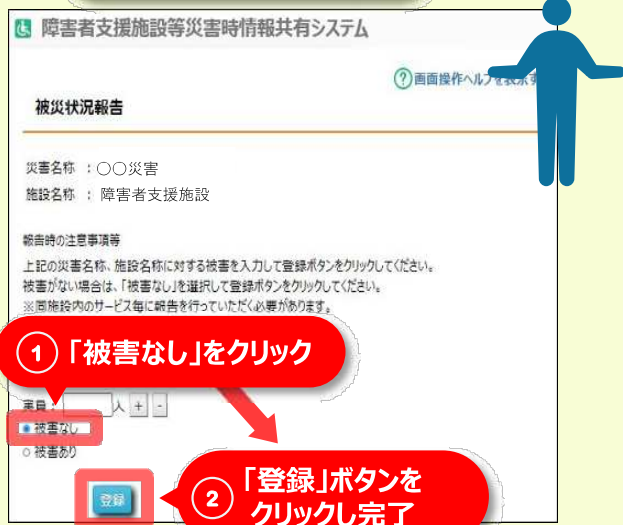 障害者支援施設等災害時情報共有システム
?画面操作ヘルプを表示す
被災状況報告
災害名称 : 〇〇災害
施設名称 : 障害者支援施設
報告時の注意事項等
上記の災害名称、施設名称に対する被害を入力して登録ボタンをクリックしてください。
被害がない場合は、「被害なし」を選択して登録ボタンをクリックしてください。
※同施設内のサービス毎に報告を行っていただく必要があります。
① 「被害なし」をクリック
実員: 人 + -
被害なし
被害あり
登録
② 「登録」ボタンを
クリックし完了